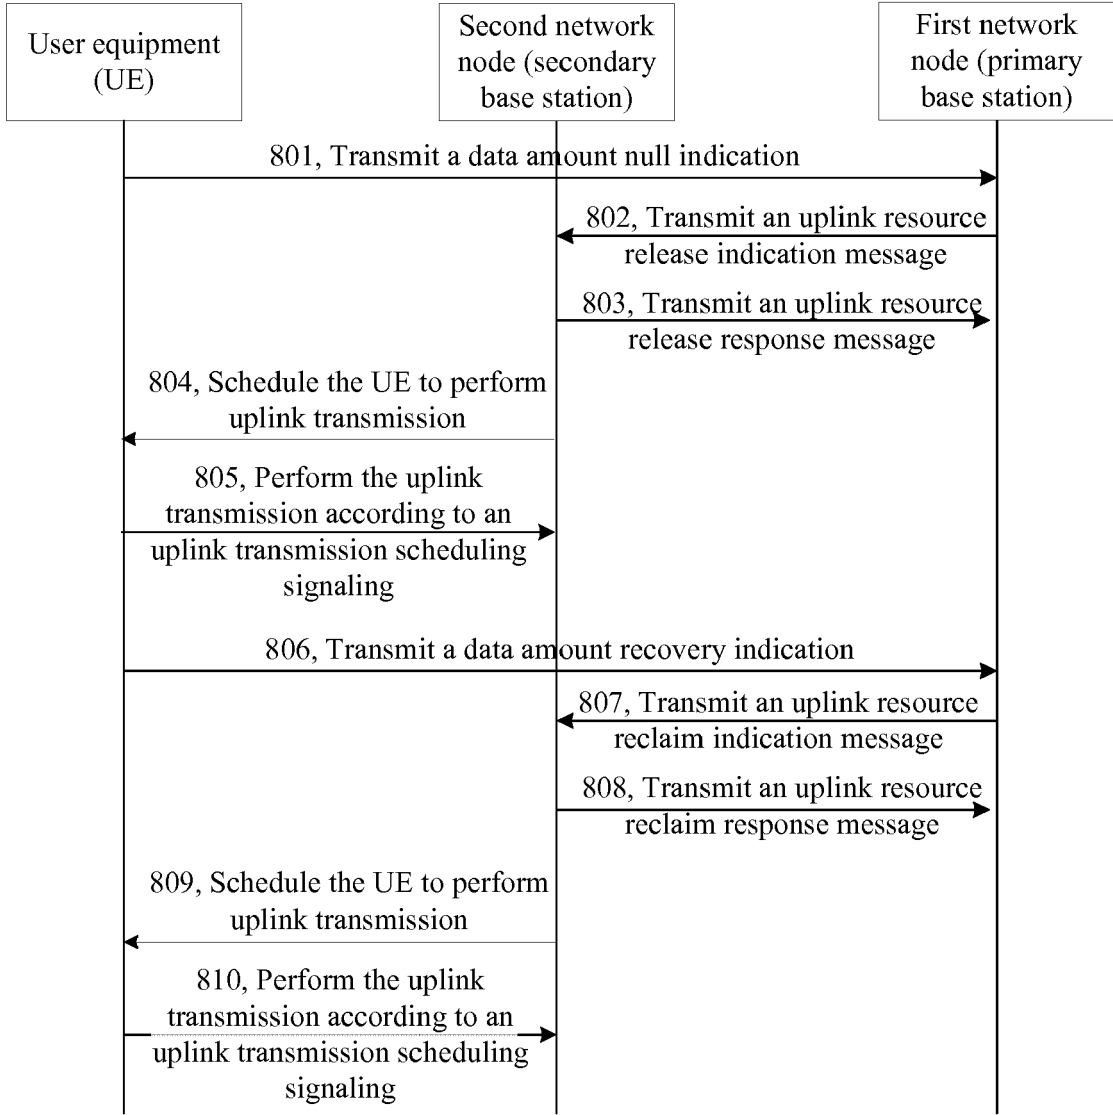 User equipment
(UE)
Second network
node (secondary
base station)
First network
node (primary
base station)
801, Transmit a data amount null indication
802, Transmit an uplink resource
release indication message
803, Transmit an uplink resource
release response message
804, Schedule the UE to perform
uplink transmission
805, Perform the uplink
transmission according to an
uplink transmission scheduling
signaling
806, Transmit a data amount recovery indication
807, Transmit an uplink resource
reclaim indication message
808, Transmit an uplink resource
reclaim response message
809, Schedule the UE to perform
uplink transmission
810, Perform the uplink
transmission according to an
uplink transmission scheduling
signaling